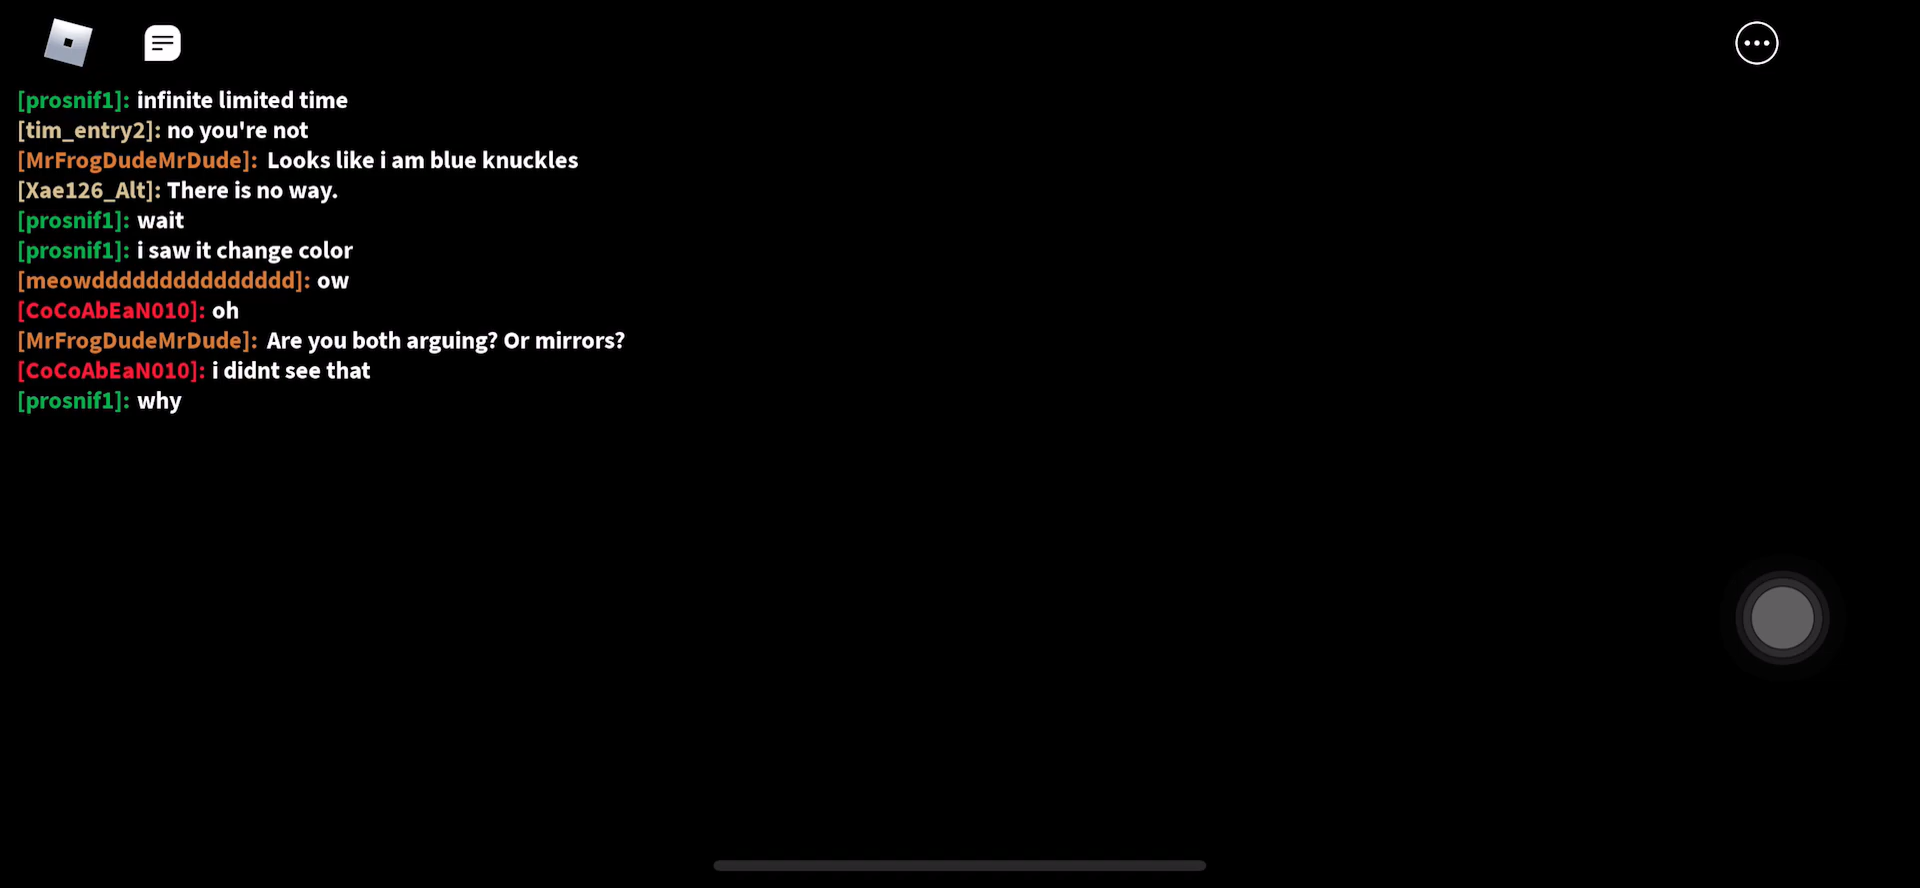 [prosnif1]: infinite limited time
[tim_entry2]: no you're not
[MrFrogDudeMrDude]: Looks like i am blue knuckles
[Xae126_Alt]: There is no way.
[prosnif1]: wait
[prosnif1]: i saw it change color
[meowddddddddddddddd]: ow
[CoCoAbEaN010]: oh
[MrFrogDudeMrDude]: Are you both arguing? Or mirrors?
[CoCoAbEaN010]: i didnt see that
[prosnif1]: why